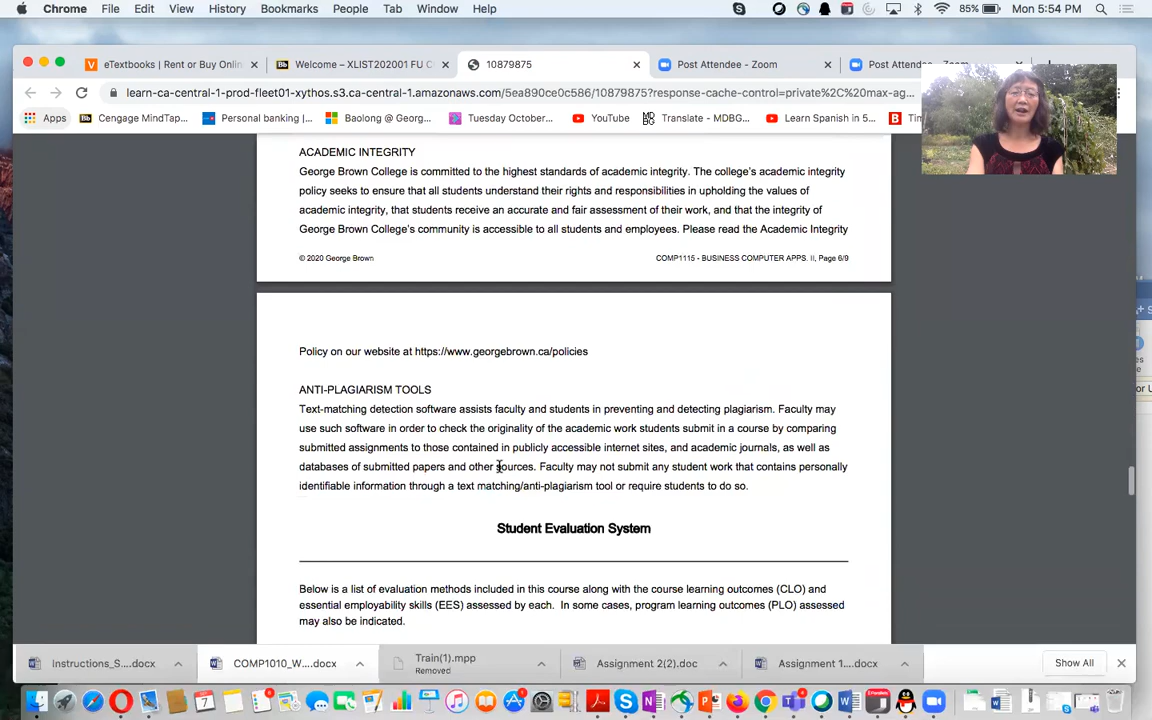 Chrome File Edit View History Bookmarks People Tab Window Help 85% Mon 5:54 PM
eTextbooks | Rent or Buy Onlin × Welcome – XLIST202001 FU C × 10879875 × Post Attendee - Zoom × Post Attendee - Zoom
learn-ca-central-1-prod-fleet01-xythos.s3.ca-central-1.amazonaws.com/5ea890ce0c586/10879875?response-cache-control=private%2C%20max-ag...
Apps Cengage MindTap... Personal banking |... Baolong @ Georg... Tuesday October... YouTube Translate - MDBG... Learn Spanish in 5...
ACADEMIC INTEGRITY
George Brown College is committed to the highest standards of academic integrity. The college's academic integrity
policy seeks to ensure that all students understand their rights and responsibilities in upholding the values of
academic integrity, that students receive an accurate and fair assessment of their work, and that the integrity of
George Brown College's community is accessible to all students and employees. Please read the Academic Integrity
© 2020 George Brown COMP1115 - BUSINESS COMPUTER APPS. II, Page 6/9
Policy on our website at https://www.georgebrown.ca/policies
ANTI-PLAGIARISM TOOLS
Text-matching detection software assists faculty and students in preventing and detecting plagiarism. Faculty may
use such software in order to check the originality of the academic work students submit in a course by comparing
submitted assignments to those contained in publicly accessible internet sites, and academic journals, as well as
databases of submitted papers and other sources. Faculty may not submit any student work that contains personally
identifiable information through a text matching/anti-plagiarism tool or require students to do so.
Student Evaluation System
Below is a list of evaluation methods included in this course along with the course learning outcomes (CLO) and
essential employability skills (EES) assessed by each. In some cases, program learning outcomes (PLO) assessed
may also be indicated.
Instructions_S....docx COMP1010_W....docx Train(1).mpp Assignment 2(2).doc Assignment 1....docx Show All
Removed